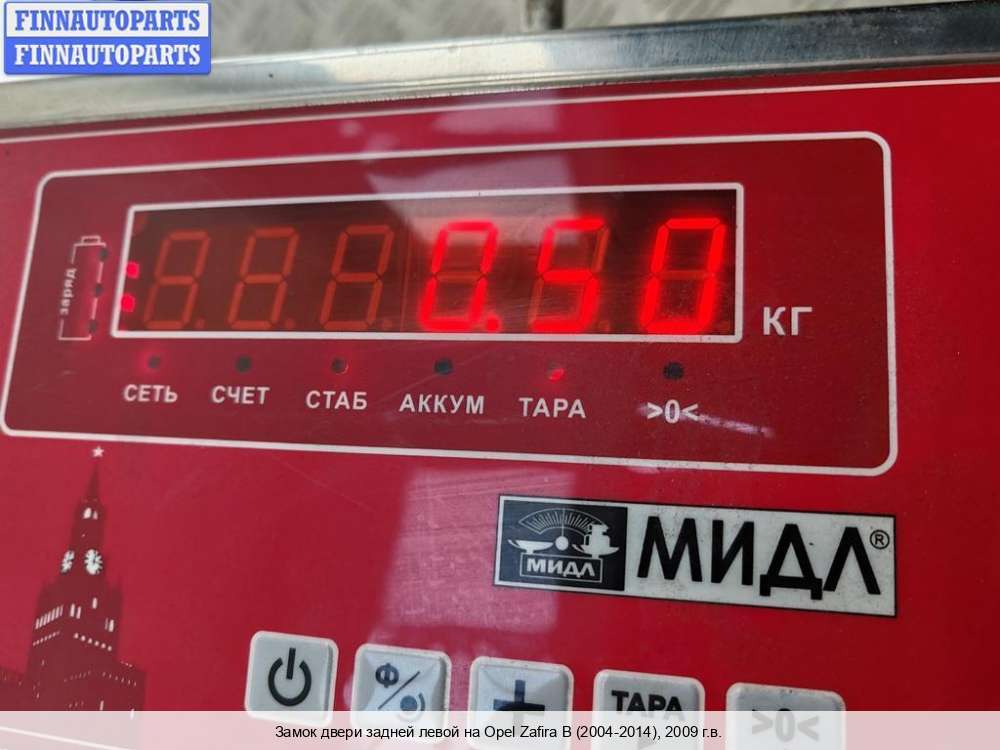 FINNAUTOPARTS
FINNAUTOPARTS
заряд
0.50 КГ
СЕТЬ СЧЕТ СТАБ АККУМ ТАРА >0<
МИДЛ МИДЛ®
Ф
+
ТАРА
>0<
Замок двери задней левой на Opel Zafira B (2004-2014), 2009 г.в.